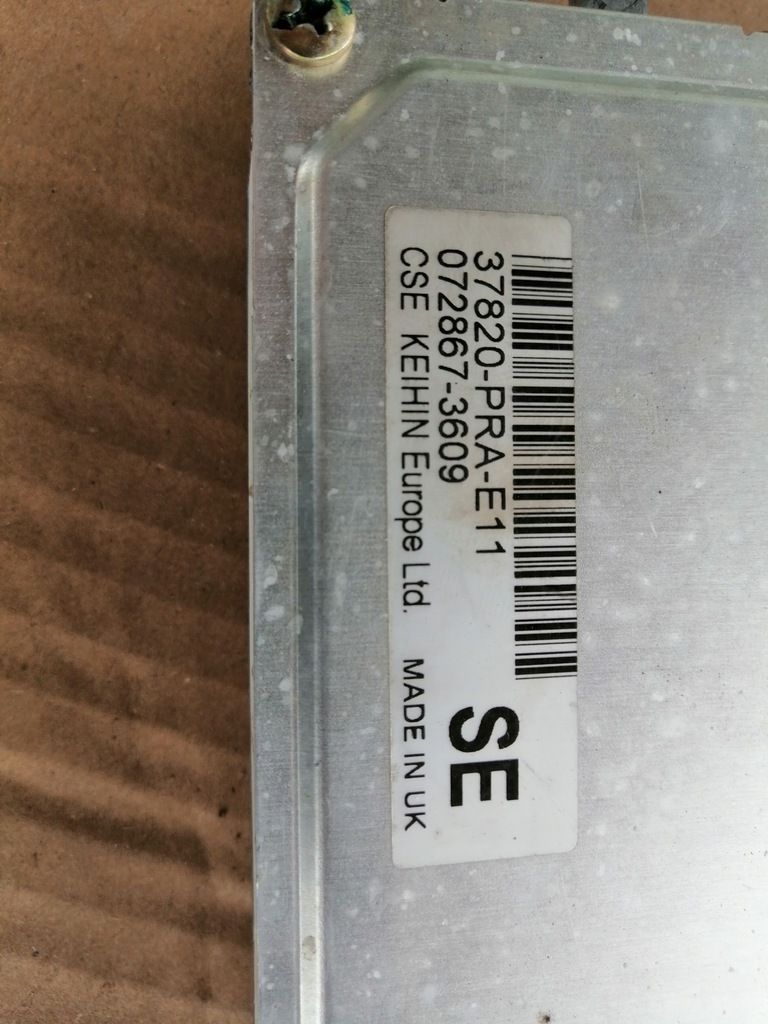 37820-PRA-E11
072867-3609
SE
CSE KEIHIN Europe Ltd. MADE IN UK